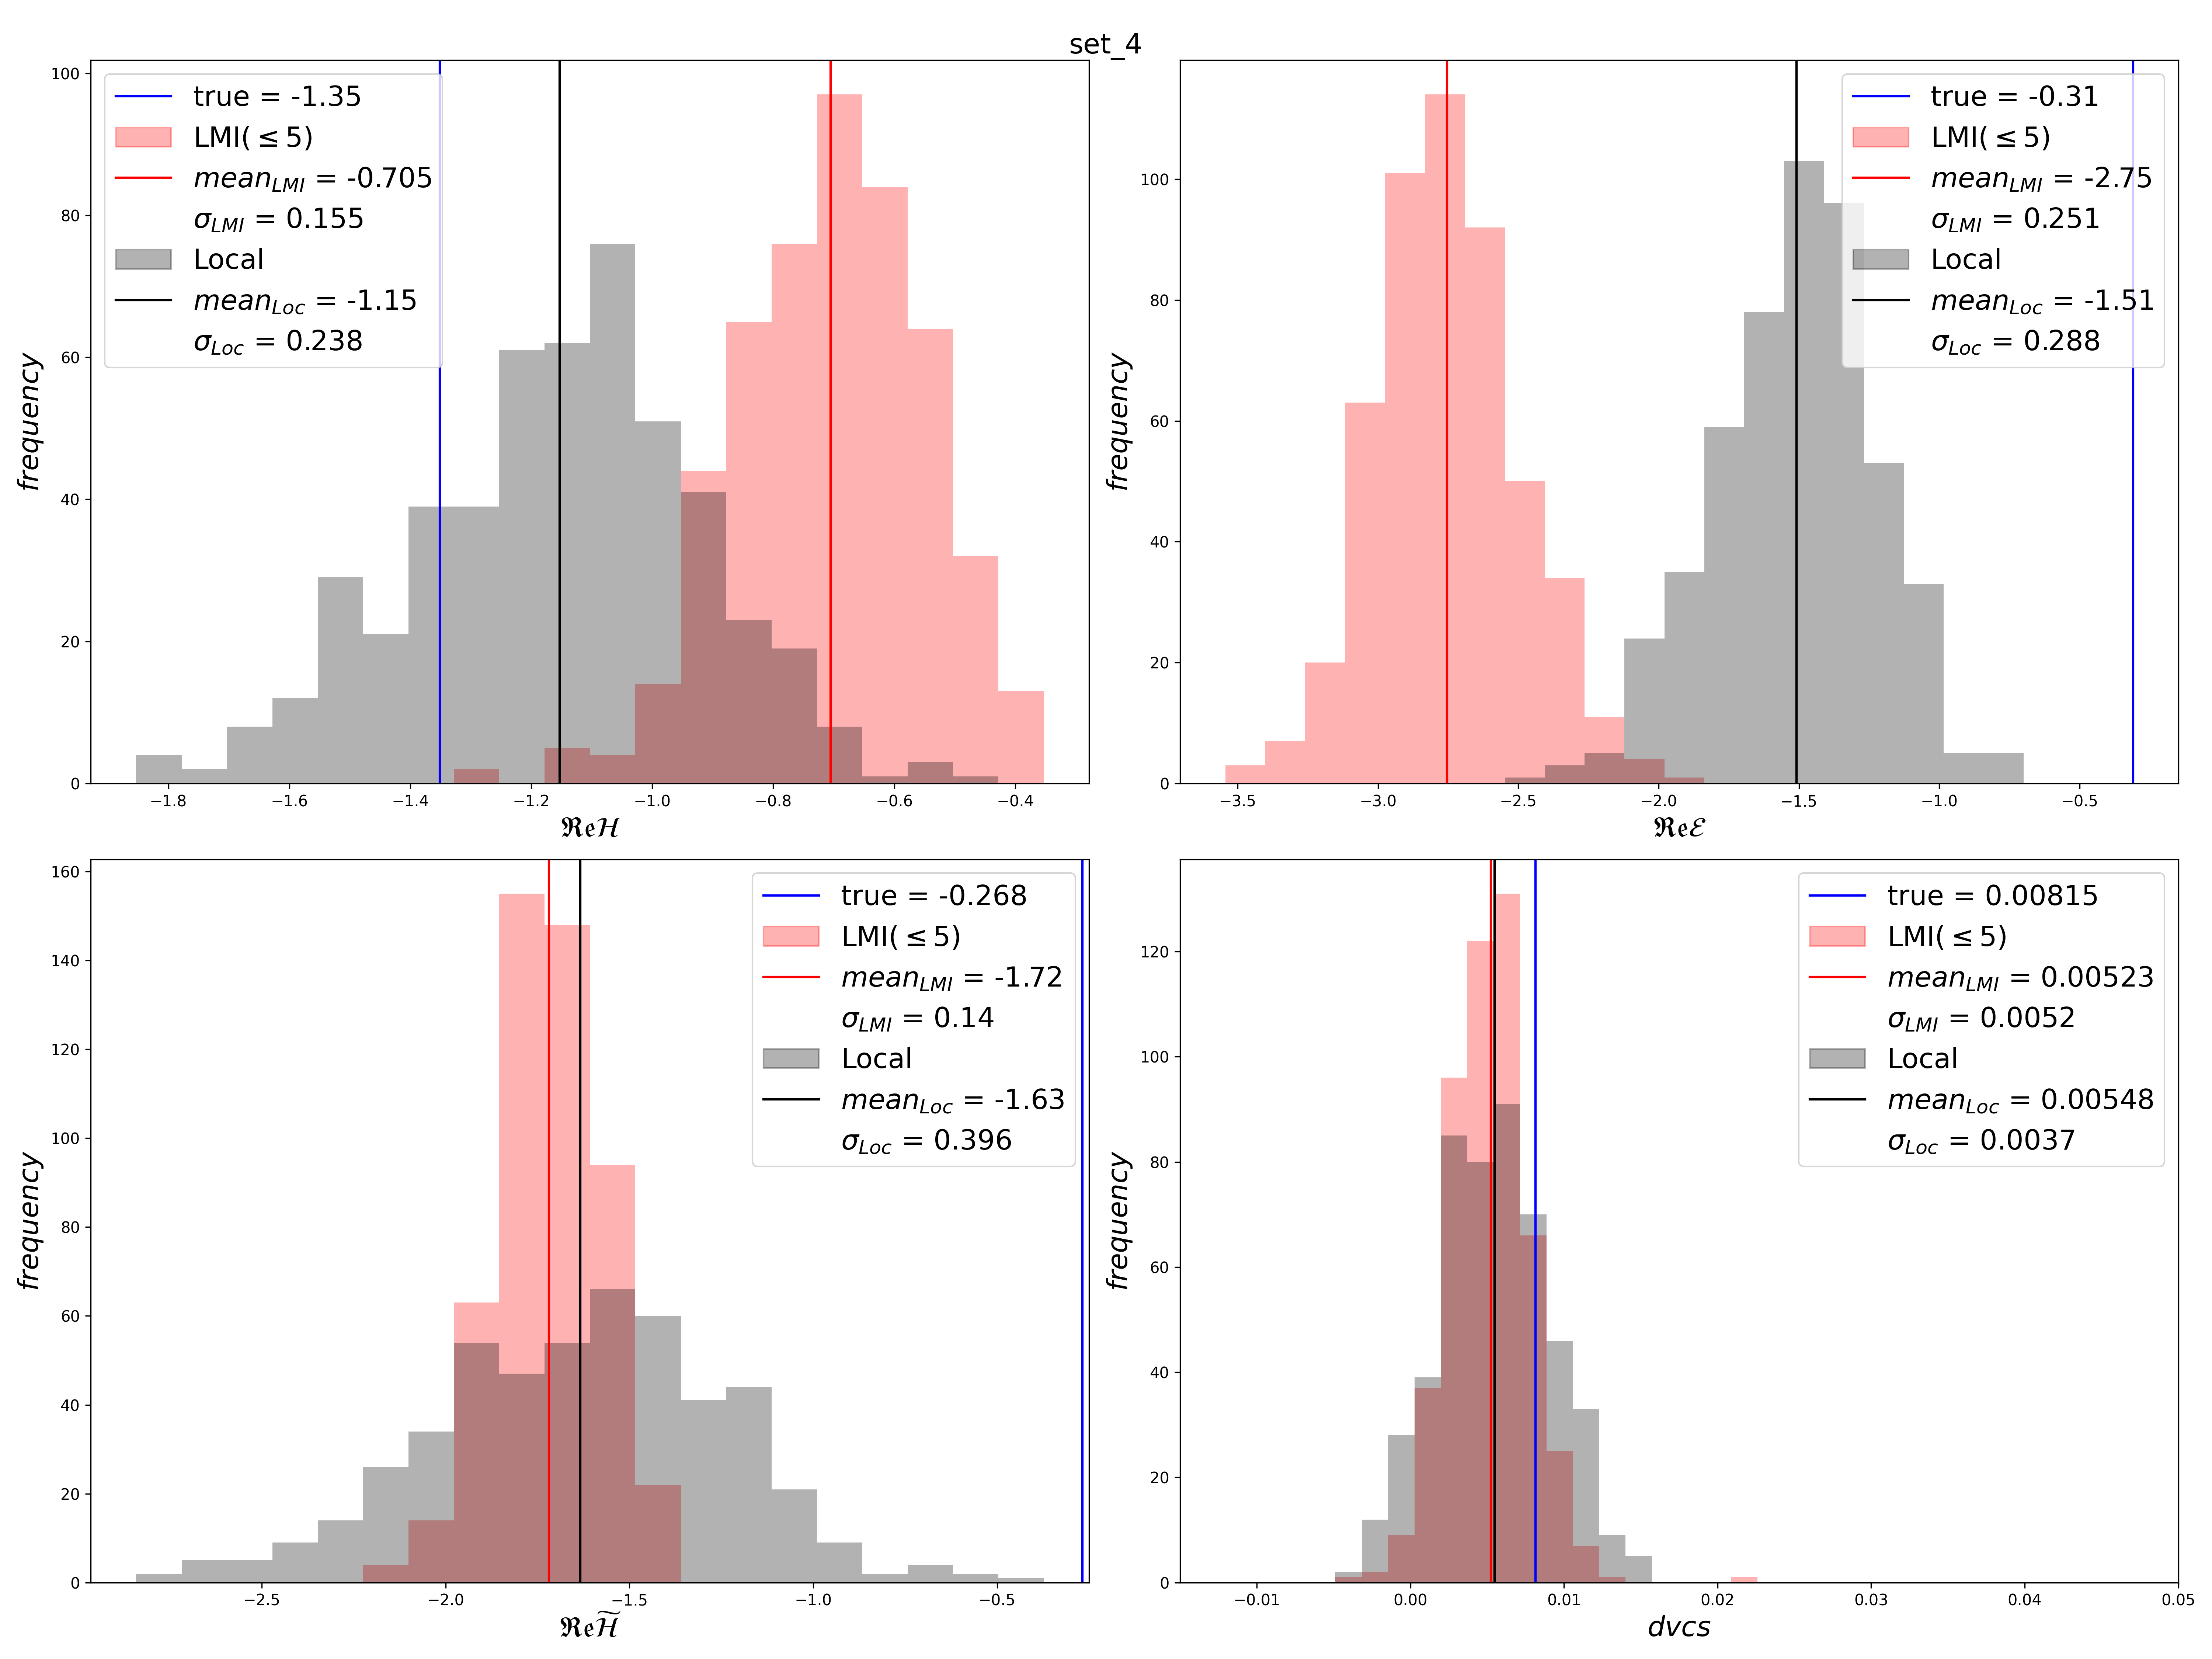 set_4
true = -1.35
LMI( ≤ 5)
mean_LMI = -0.705
σ_LMI = 0.155
Local
mean_Loc = -1.15
σ_Loc = 0.238
frequency
100
80
60
40
20
0
−1.8 −1.6 −1.4 −1.2 −1.0 −0.8 −0.6 −0.4
ℜeℋ
true = -0.31
LMI( ≤ 5)
mean_LMI = -2.75
σ_LMI = 0.251
Local
mean_Loc = -1.51
σ_Loc = 0.288
frequency
100
80
60
40
20
0
−3.5 −3.0 −2.5 −2.0 −1.5 −1.0 −0.5
ℜeℰ
true = -0.268
LMI( ≤ 5)
mean_LMI = -1.72
σ_LMI = 0.14
Local
mean_Loc = -1.63
σ_Loc = 0.396
frequency
160
140
120
100
80
60
40
20
0
−2.5 −2.0 −1.5 −1.0 −0.5
ℜeℋ̃
true = 0.00815
LMI( ≤ 5)
mean_LMI = 0.00523
σ_LMI = 0.0052
Local
mean_Loc = 0.00548
σ_Loc = 0.0037
frequency
120
100
80
60
40
20
0
−0.01 0.00 0.01 0.02 0.03 0.04 0.05
dvcs